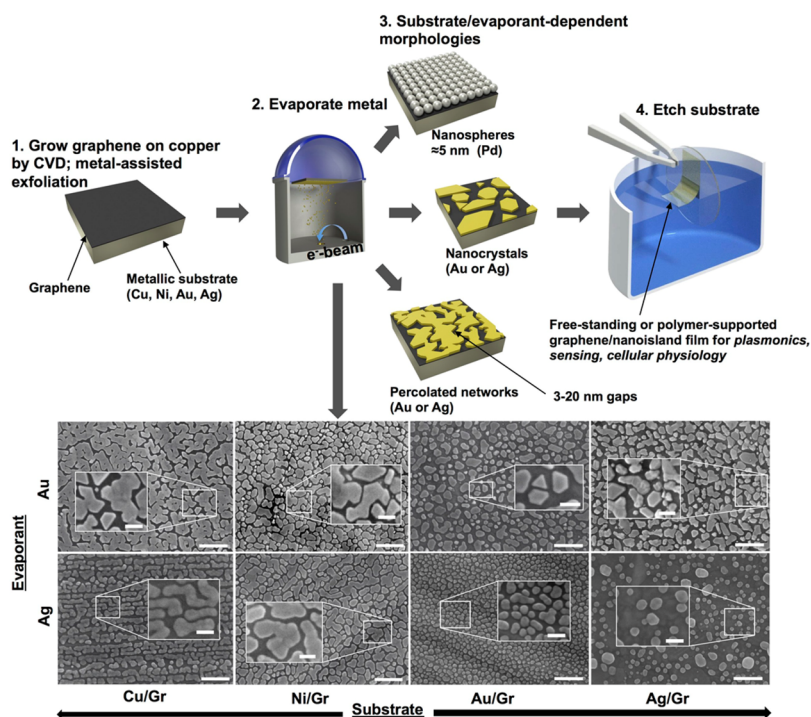 3. Substrate/evaporant-dependent
morphologies
2. Evaporate metal
4. Etch substrate
1. Grow graphene on copper
by CVD; metal-assisted
exfoliation
Nanospheres
≈5 nm (Pd)
e⁻-beam
Nanocrystals
(Au or Ag)
Graphene
Metallic substrate
(Cu, Ni, Au, Ag)
Free-standing or polymer-supported
graphene/nanoisland film for plasmonics,
sensing, cellular physiology
Percolated networks
(Au or Ag)
3-20 nm gaps
Evaporant
Au
Ag
Cu/Gr
Ni/Gr
Au/Gr
Ag/Gr
Substrate